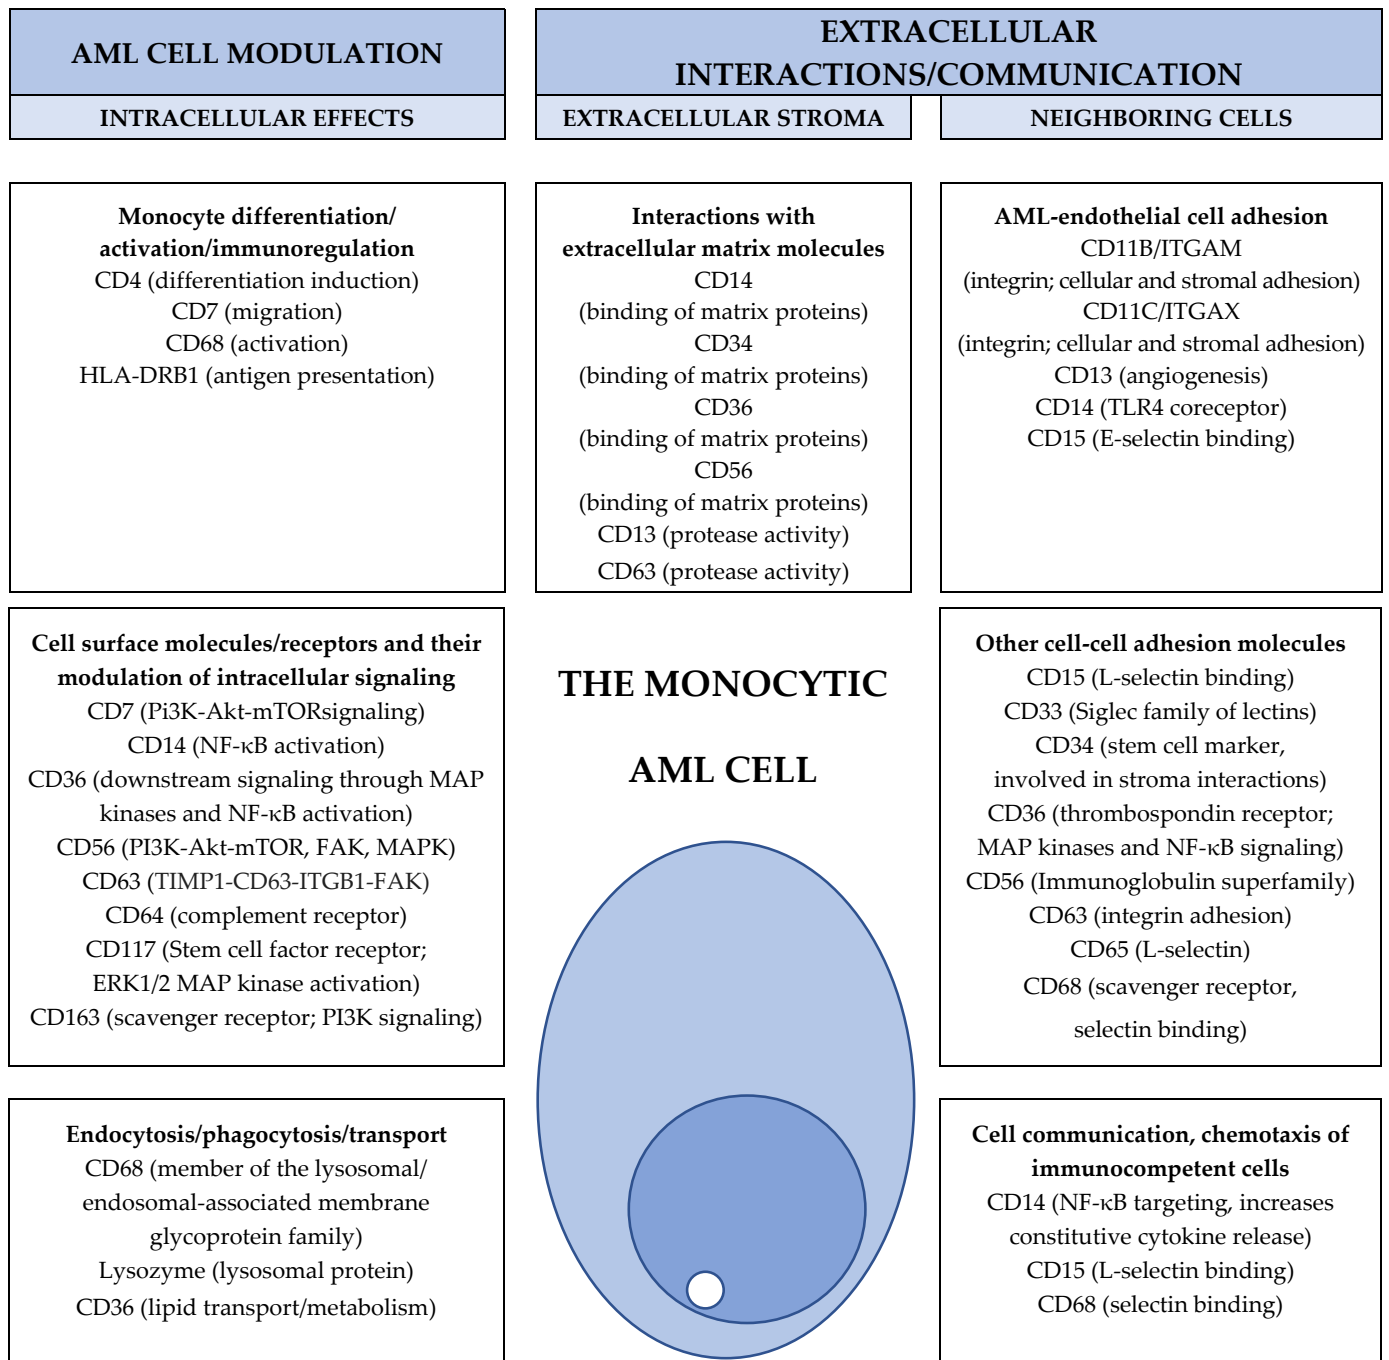 AML CELL MODULATION
INTRACELLULAR EFFECTS
EXTRACELLULAR
INTERACTIONS/COMMUNICATION
EXTRACELLULAR STROMA
NEIGHBORING CELLS
Monocyte differentiation/
activation/immunoregulation
CD4 (differentiation induction)
CD7 (migration)
CD68 (activation)
HLA-DRB1 (antigen presentation)
Interactions with
extracellular matrix molecules
CD14
(binding of matrix proteins)
CD34
(binding of matrix proteins)
CD36
(binding of matrix proteins)
CD56
(binding of matrix proteins)
CD13 (protease activity)
CD63 (protease activity)
AML-endothelial cell adhesion
CD11B/ITGAM
(integrin; cellular and stromal adhesion)
CD11C/ITGAX
(integrin; cellular and stromal adhesion)
CD13 (angiogenesis)
CD14 (TLR4 coreceptor)
CD15 (E-selectin binding)
Cell surface molecules/receptors and their
modulation of intracellular signaling
CD7 (Pi3K-Akt-mTORsignaling)
CD14 (NF-κB activation)
CD36 (downstream signaling through MAP
kinases and NF-κB activation)
CD56 (PI3K-Akt-mTOR, FAK, MAPK)
CD63 (TIMP1-CD63-ITGB1-FAK)
CD64 (complement receptor)
CD117 (Stem cell factor receptor;
ERK1/2 MAP kinase activation)
CD163 (scavenger receptor; PI3K signaling)
THE MONOCYTIC
AML CELL
Other cell-cell adhesion molecules
CD15 (L-selectin binding)
CD33 (Siglec family of lectins)
CD34 (stem cell marker,
involved in stroma interactions)
CD36 (thrombospondin receptor;
MAP kinases and NF-κB signaling)
CD56 (Immunoglobulin superfamily)
CD63 (integrin adhesion)
CD65 (L-selectin)
CD68 (scavenger receptor,
selectin binding)
Endocytosis/phagocytosis/transport
CD68 (member of the lysosomal/
endosomal-associated membrane
glycoprotein family)
Lysozyme (lysosomal protein)
CD36 (lipid transport/metabolism)
Cell communication, chemotaxis of
immunocompetent cells
CD14 (NF-κB targeting, increases
constitutive cytokine release)
CD15 (L-selectin binding)
CD68 (selectin binding)